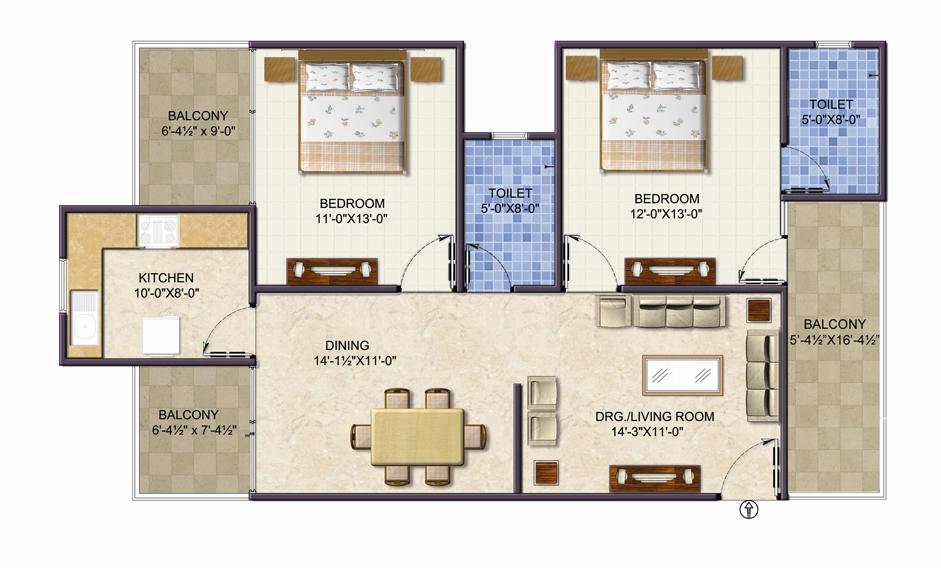 BALCONY
6'-4½" x 9'-0"
BEDROOM
11'-0"X13'-0"
TOILET
5'-0"X8'-0"
BEDROOM
12'-0"X13'-0"
TOILET
5'-0"X8'-0"
KITCHEN
10'-0"X8'-0"
DINING
14'-1½"X11'-0"
BALCONY
5'-4½"X16'-4½"
BALCONY
6'-4½" x 7'-4½"
DRG./LIVING ROOM
14'-3"X11'-0"